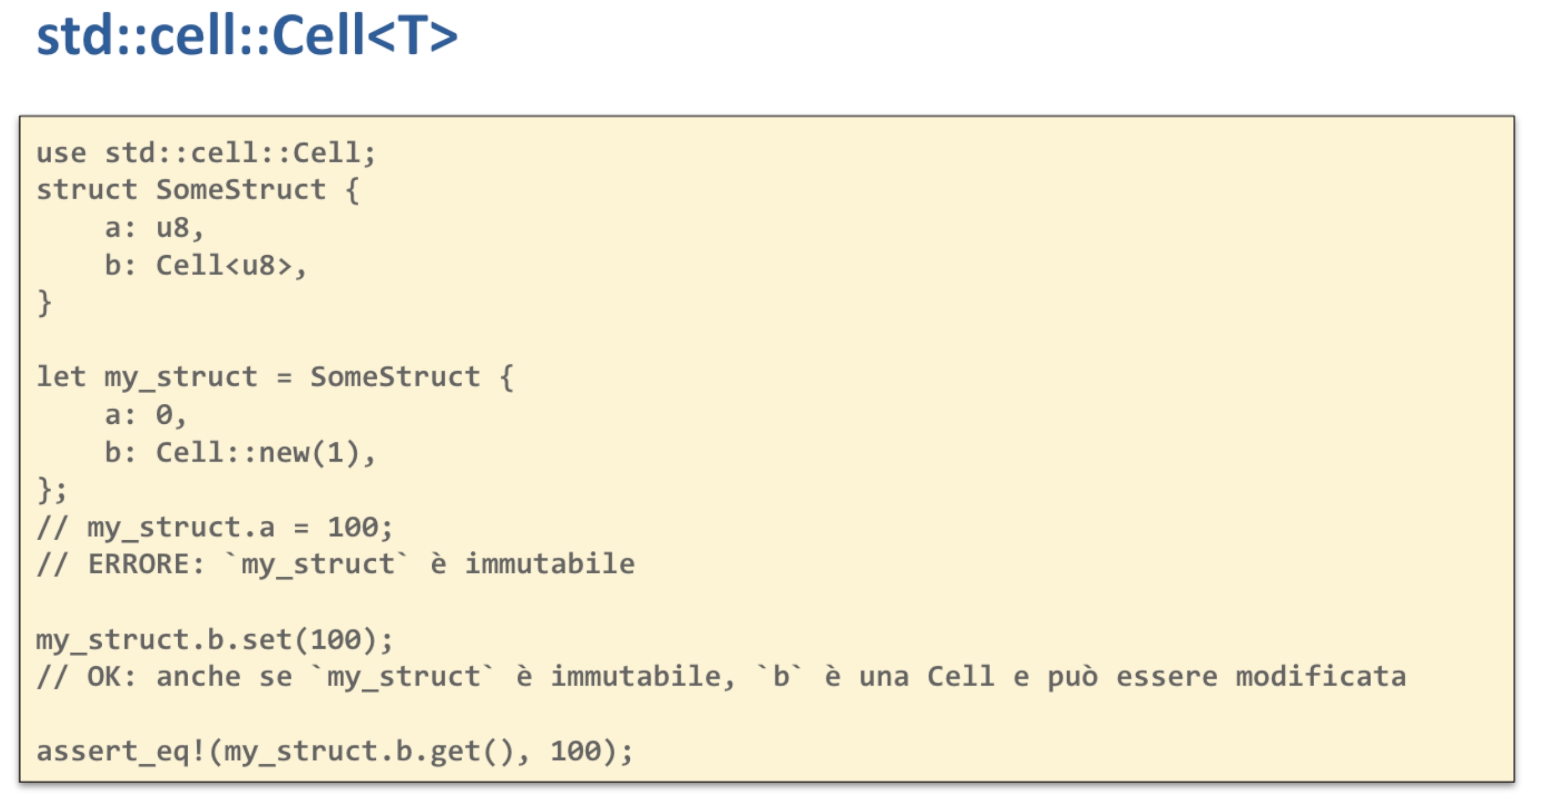 std::cell::Cell<T>
use std::cell::Cell;
struct SomeStruct {
    a: u8,
    b: Cell<u8>,
}
let my_struct = SomeStruct {
    a: 0,
    b: Cell::new(1),
};
// my_struct.a = 100;
// ERRORE: `my_struct` è immutabile
my_struct.b.set(100);
// OK: anche se `my_struct` è immutabile, `b` è una Cell e può essere modificata
assert_eq!(my_struct.b.get(), 100);